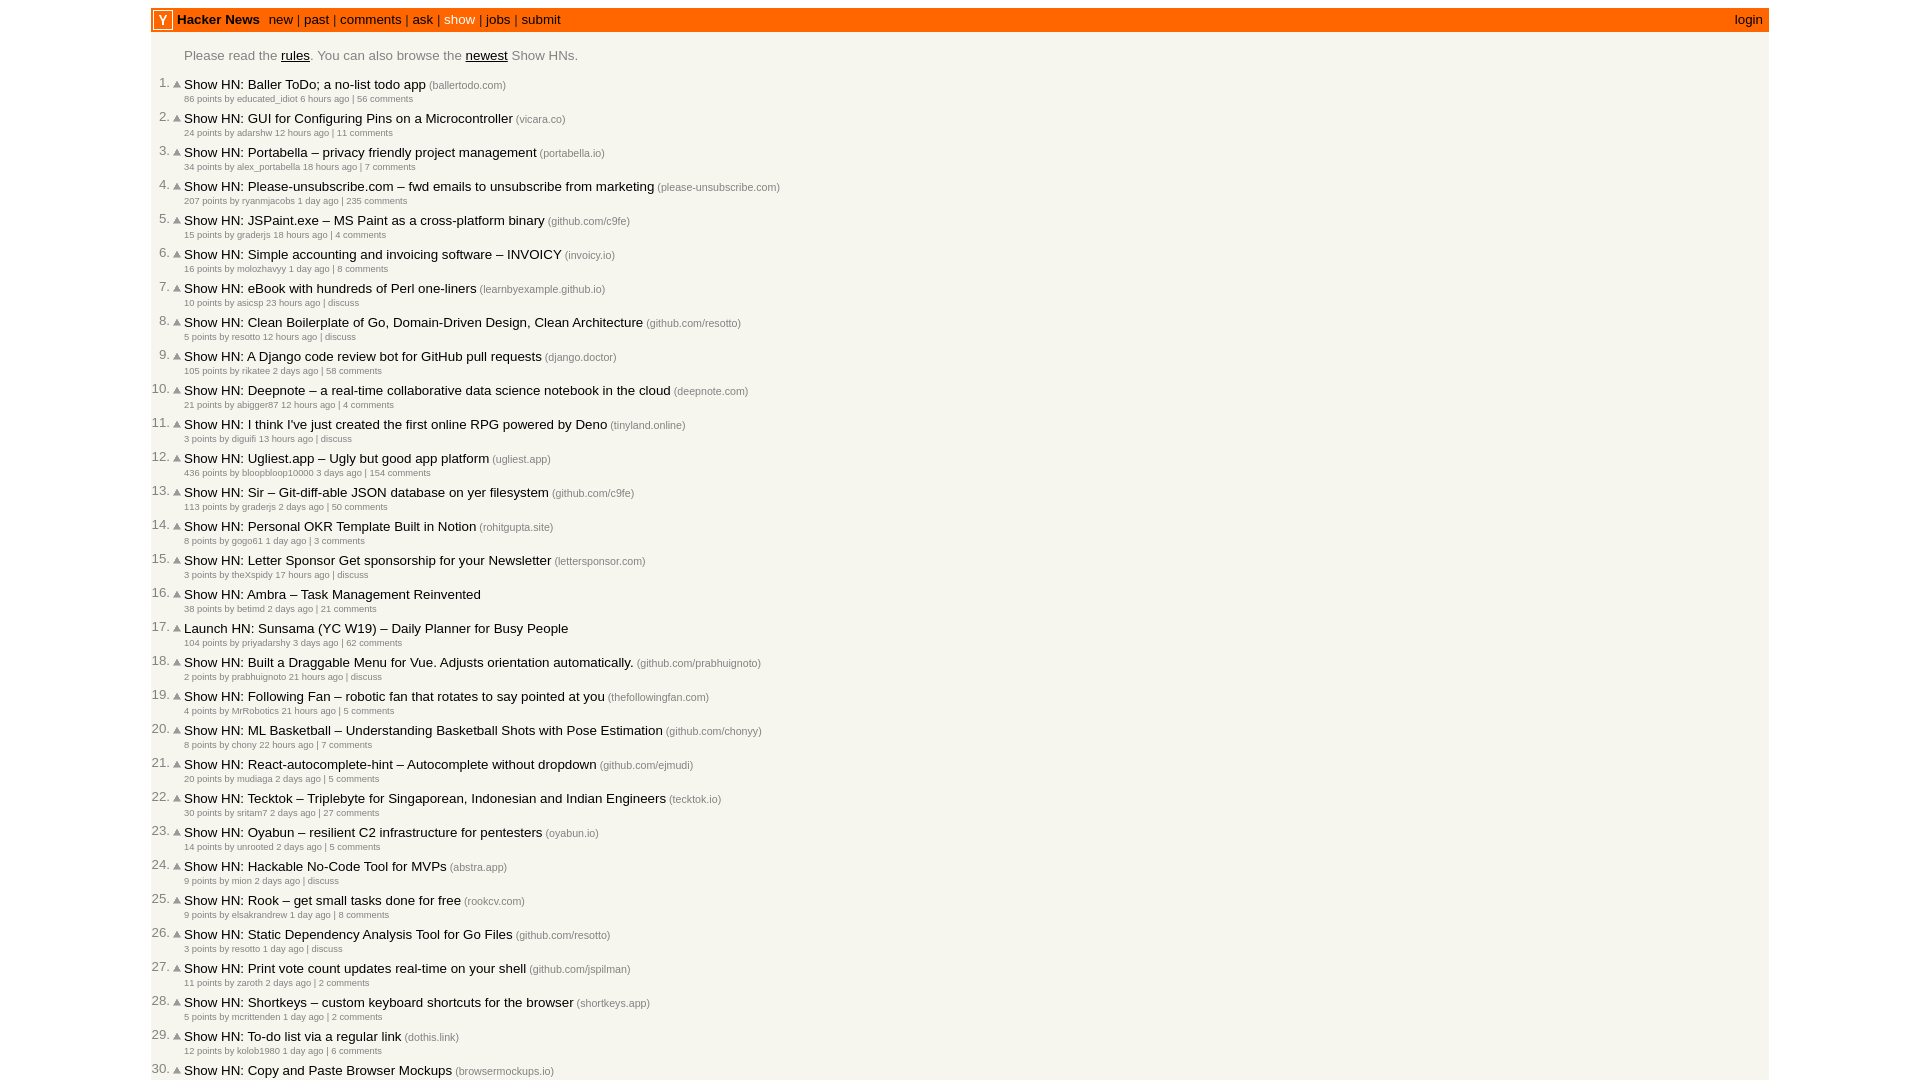 Y Hacker News new | past | comments | ask | show | jobs | submit login
Please read the rules. You can also browse the newest Show HNs.
1. Show HN: Baller ToDo; a no-list todo app (ballertodo.com)
86 points by educated_idiot 6 hours ago | 56 comments
2. Show HN: GUI for Configuring Pins on a Microcontroller (vicara.co)
24 points by adarshw 12 hours ago | 11 comments
3. Show HN: Portabella – privacy friendly project management (portabella.io)
34 points by alex_portabella 18 hours ago | 7 comments
4. Show HN: Please-unsubscribe.com – fwd emails to unsubscribe from marketing (please-unsubscribe.com)
207 points by ryanmjacobs 1 day ago | 235 comments
5. Show HN: JSPaint.exe – MS Paint as a cross-platform binary (github.com/c9fe)
15 points by graderjs 18 hours ago | 4 comments
6. Show HN: Simple accounting and invoicing software – INVOICY (invoicy.io)
16 points by molozhavyy 1 day ago | 8 comments
7. Show HN: eBook with hundreds of Perl one-liners (learnbyexample.github.io)
10 points by asicsp 23 hours ago | discuss
8. Show HN: Clean Boilerplate of Go, Domain-Driven Design, Clean Architecture (github.com/resotto)
5 points by resotto 12 hours ago | discuss
9. Show HN: A Django code review bot for GitHub pull requests (django.doctor)
105 points by rikatee 2 days ago | 58 comments
10. Show HN: Deepnote – a real-time collaborative data science notebook in the cloud (deepnote.com)
21 points by abigger87 12 hours ago | 4 comments
11. Show HN: I think I've just created the first online RPG powered by Deno (tinyland.online)
3 points by diguifi 13 hours ago | discuss
12. Show HN: Ugliest.app – Ugly but good app platform (ugliest.app)
436 points by bloopbloop10000 3 days ago | 154 comments
13. Show HN: Sir – Git-diff-able JSON database on yer filesystem (github.com/c9fe)
113 points by graderjs 2 days ago | 50 comments
14. Show HN: Personal OKR Template Built in Notion (rohitgupta.site)
8 points by gogo61 1 day ago | 3 comments
15. Show HN: Letter Sponsor Get sponsorship for your Newsletter (lettersponsor.com)
3 points by theXspidy 17 hours ago | discuss
16. Show HN: Ambra – Task Management Reinvented
38 points by betimd 2 days ago | 21 comments
17. Launch HN: Sunsama (YC W19) – Daily Planner for Busy People
104 points by priyadarshy 3 days ago | 62 comments
18. Show HN: Built a Draggable Menu for Vue. Adjusts orientation automatically. (github.com/prabhuignoto)
2 points by prabhuignoto 21 hours ago | discuss
19. Show HN: Following Fan – robotic fan that rotates to say pointed at you (thefollowingfan.com)
4 points by MrRobotics 21 hours ago | 5 comments
20. Show HN: ML Basketball – Understanding Basketball Shots with Pose Estimation (github.com/chonyy)
8 points by chony 22 hours ago | 7 comments
21. Show HN: React-autocomplete-hint – Autocomplete without dropdown (github.com/ejmudi)
20 points by mudiaga 2 days ago | 5 comments
22. Show HN: Tecktok – Triplebyte for Singaporean, Indonesian and Indian Engineers (tecktok.io)
30 points by sritam7 2 days ago | 27 comments
23. Show HN: Oyabun – resilient C2 infrastructure for pentesters (oyabun.io)
14 points by unrooted 2 days ago | 5 comments
24. Show HN: Hackable No-Code Tool for MVPs (abstra.app)
9 points by mion 2 days ago | discuss
25. Show HN: Rook – get small tasks done for free (rookcv.com)
9 points by elsakrandrew 1 day ago | 8 comments
26. Show HN: Static Dependency Analysis Tool for Go Files (github.com/resotto)
3 points by resotto 1 day ago | discuss
27. Show HN: Print vote count updates real-time on your shell (github.com/jspilman)
11 points by zaroth 2 days ago | 2 comments
28. Show HN: Shortkeys – custom keyboard shortcuts for the browser (shortkeys.app)
5 points by mcrittenden 1 day ago | 2 comments
29. Show HN: To-do list via a regular link (dothis.link)
12 points by kolob1980 1 day ago | 6 comments
30. Show HN: Copy and Paste Browser Mockups (browsermockups.io)